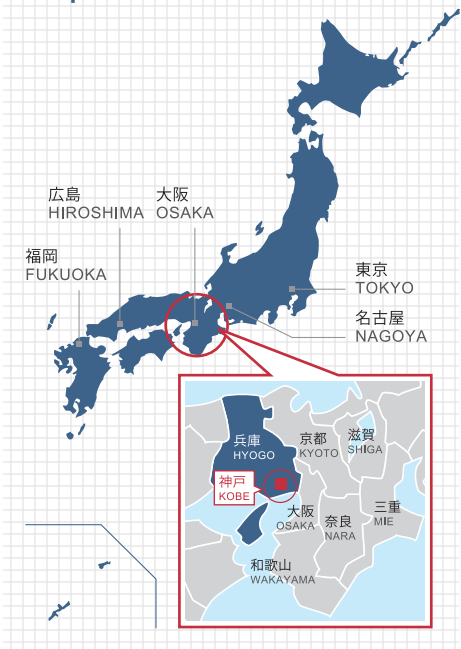 広島
HIROSHIMA
大阪
OSAKA
福岡
FUKUOKA
東京
TOKYO
名古屋
NAGOYA
兵庫
HYOGO
京都
KYOTO
滋賀
SHIGA
神戸
KOBE
大阪
OSAKA
奈良
NARA
三重
MIE
和歌山
WAKAYAMA